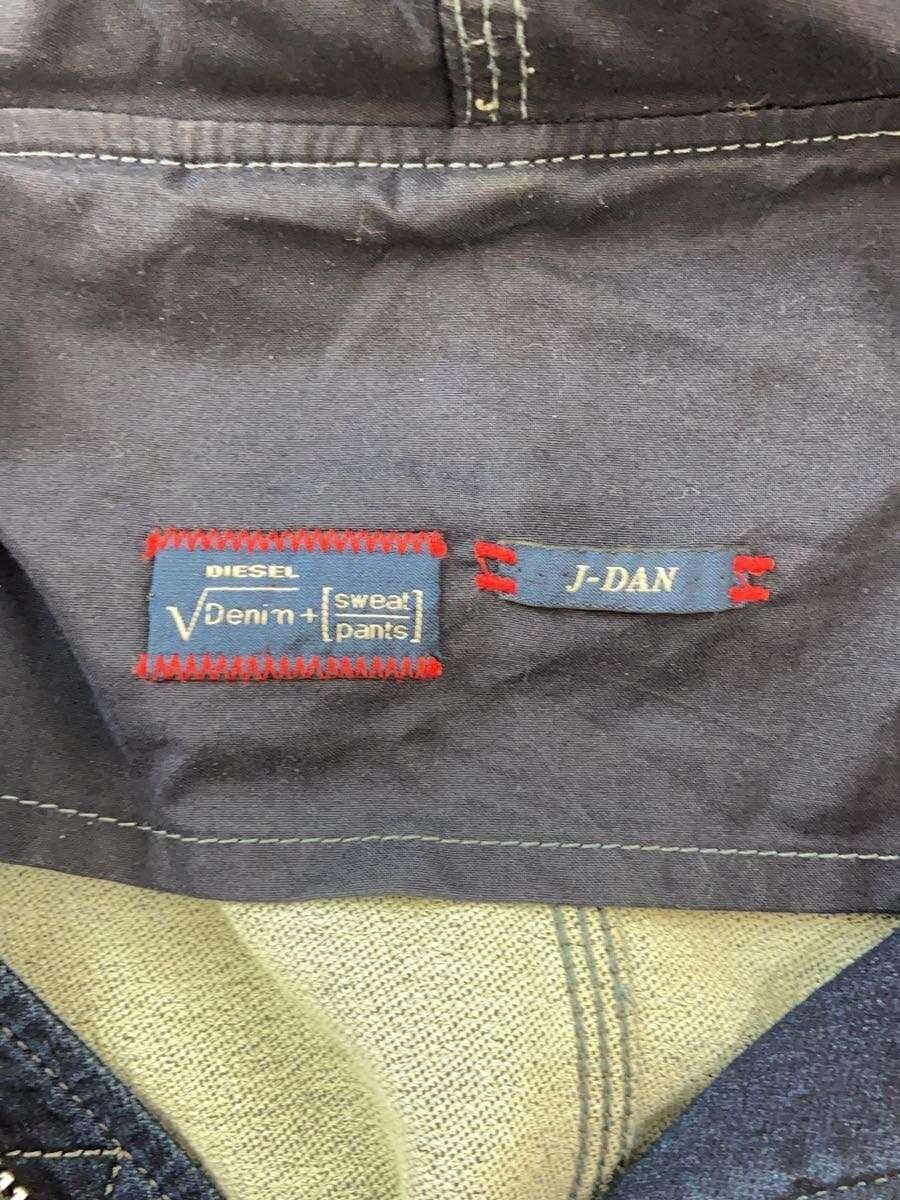 DIESEL
√Denim + [sweat
pants]
J-DAN